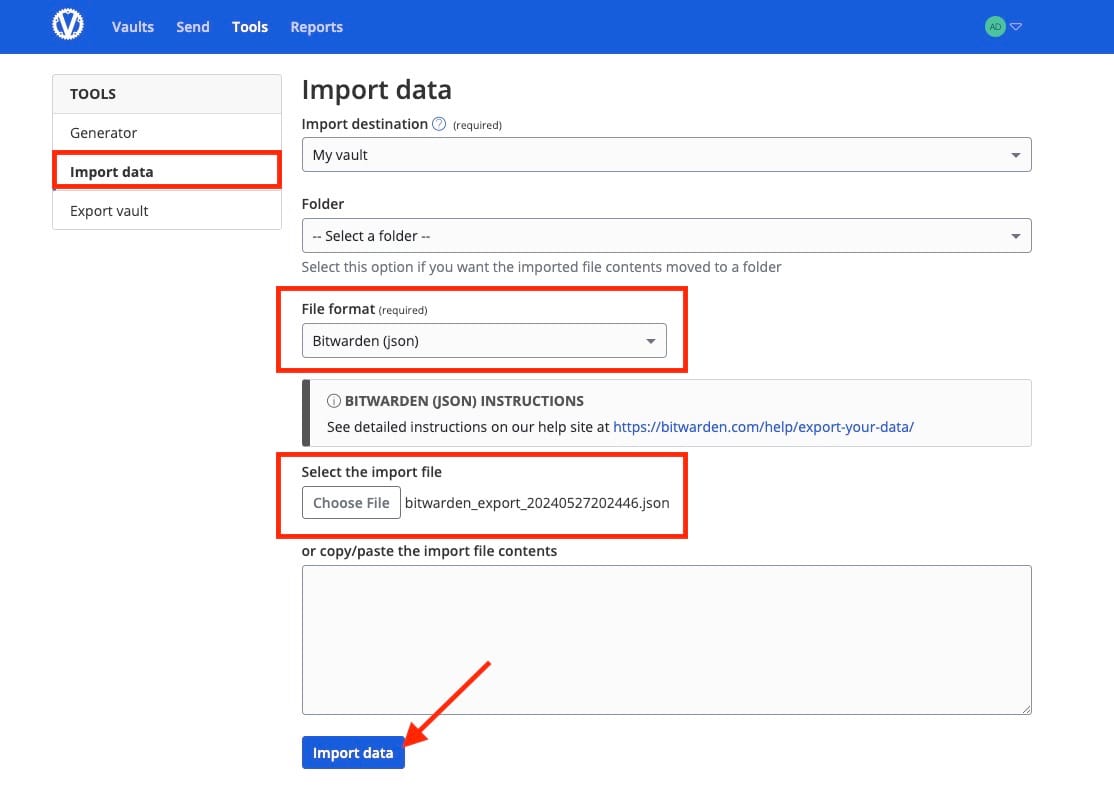 Vaults Send Tools Reports AD
TOOLS
Generator
Import data
Export vault
Import data
Import destination ? (required)
My vault
Folder
-- Select a folder --
Select this option if you want the imported file contents moved to a folder
File format (required)
Bitwarden (json)
BITWARDEN (JSON) INSTRUCTIONS
See detailed instructions on our help site at https://bitwarden.com/help/export-your-data/
Select the import file
Choose File bitwarden_export_20240527202446.json
or copy/paste the import file contents
Import data